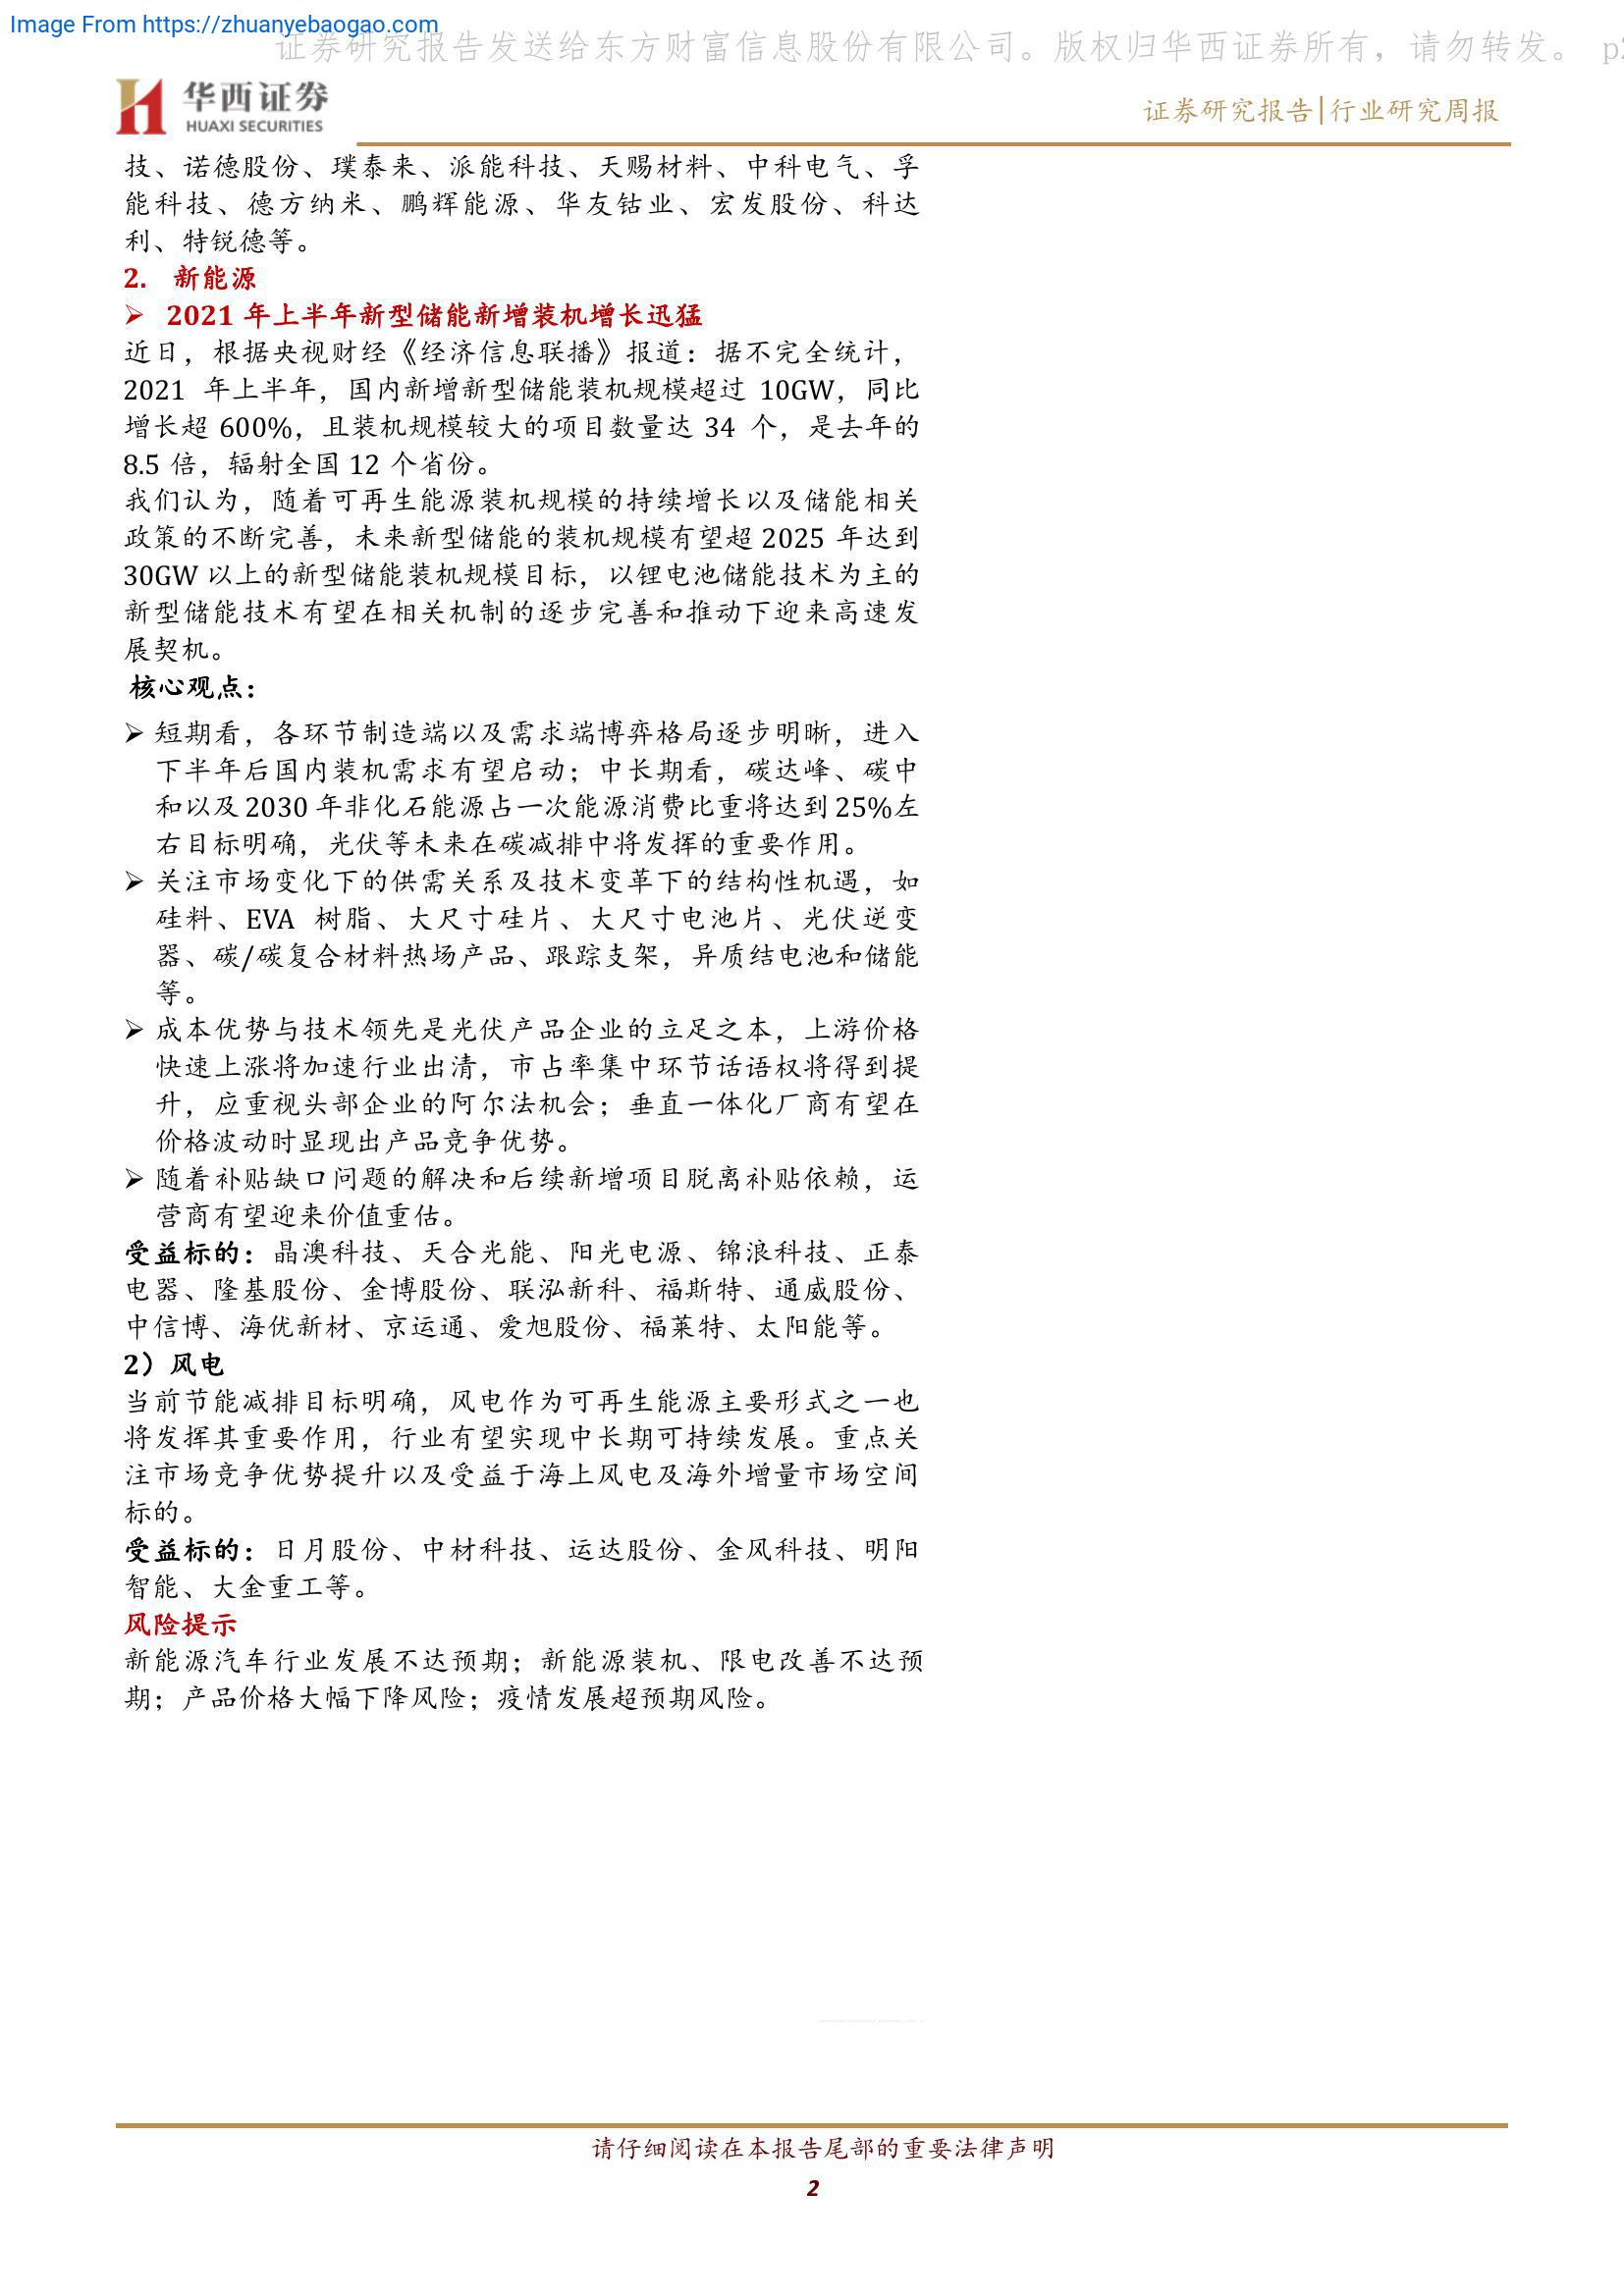 Image From https://zhuanyebaogao.com
证券研究报告发送给东方财富信息股份有限公司。版权归华西证券所有，请勿转发。 p2
华西证券
HUAXI SECURITIES
证券研究报告|行业研究周报
技、诺德股份、璞泰来、派能科技、天赐材料、中科电气、孚
能科技、德方纳米、鹏辉能源、华友钴业、宏发股份、科达
利、特锐德等。
2. 新能源
➢ 2021 年上半年新型储能新增装机增长迅猛
近日，根据央视财经《经济信息联播》报道：据不完全统计，
2021 年上半年，国内新增新型储能装机规模超过 10GW，同比
增长超 600%，且装机规模较大的项目数量达 34 个，是去年的
8.5 倍，辐射全国 12 个省份。
我们认为，随着可再生能源装机规模的持续增长以及储能相关
政策的不断完善，未来新型储能的装机规模有望超 2025 年达到
30GW 以上的新型储能装机规模目标，以锂电池储能技术为主的
新型储能技术有望在相关机制的逐步完善和推动下迎来高速发
展契机。
核心观点：
➢ 短期看，各环节制造端以及需求端博弈格局逐步明晰，进入
下半年后国内装机需求有望启动；中长期看，碳达峰、碳中
和以及 2030 年非化石能源占一次能源消费比重将达到 25%左
右目标明确，光伏等未来在碳减排中将发挥的重要作用。
➢ 关注市场变化下的供需关系及技术变革下的结构性机遇，如
硅料、EVA 树脂、大尺寸硅片、大尺寸电池片、光伏逆变
器、碳/碳复合材料热场产品、跟踪支架，异质结电池和储能
等。
➢ 成本优势与技术领先是光伏产品企业的立足之本，上游价格
快速上涨将加速行业出清，市占率集中环节话语权将得到提
升，应重视头部企业的阿尔法机会；垂直一体化厂商有望在
价格波动时显现出产品竞争优势。
➢ 随着补贴缺口问题的解决和后续新增项目脱离补贴依赖，运
营商有望迎来价值重估。
受益标的：晶澳科技、天合光能、阳光电源、锦浪科技、正泰
电器、隆基股份、金博股份、联泓新科、福斯特、通威股份、
中信博、海优新材、京运通、爱旭股份、福莱特、太阳能等。
2）风电
当前节能减排目标明确，风电作为可再生能源主要形式之一也
将发挥其重要作用，行业有望实现中长期可持续发展。重点关
注市场竞争优势提升以及受益于海上风电及海外增量市场空间
标的。
受益标的：日月股份、中材科技、运达股份、金风科技、明阳
智能、大金重工等。
风险提示
新能源汽车行业发展不达预期；新能源装机、限电改善不达预
期；产品价格大幅下降风险；疫情发展超预期风险。
请仔细阅读在本报告尾部的重要法律声明
2